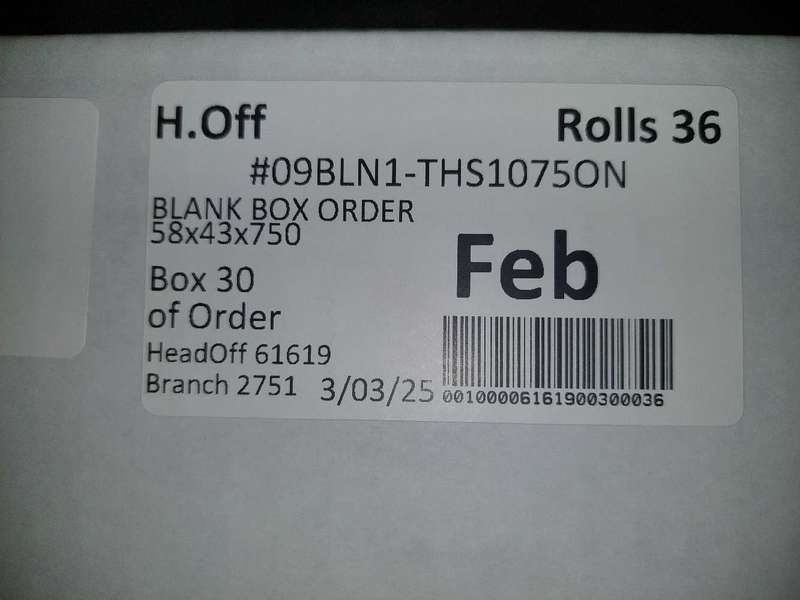 H.Off Rolls 36
#09BLN1-THS1075ON
BLANK BOX ORDER
58x43x750
Feb
Box 30
of Order
HeadOff 61619
Branch 2751 3/03/25
00100006161900300036